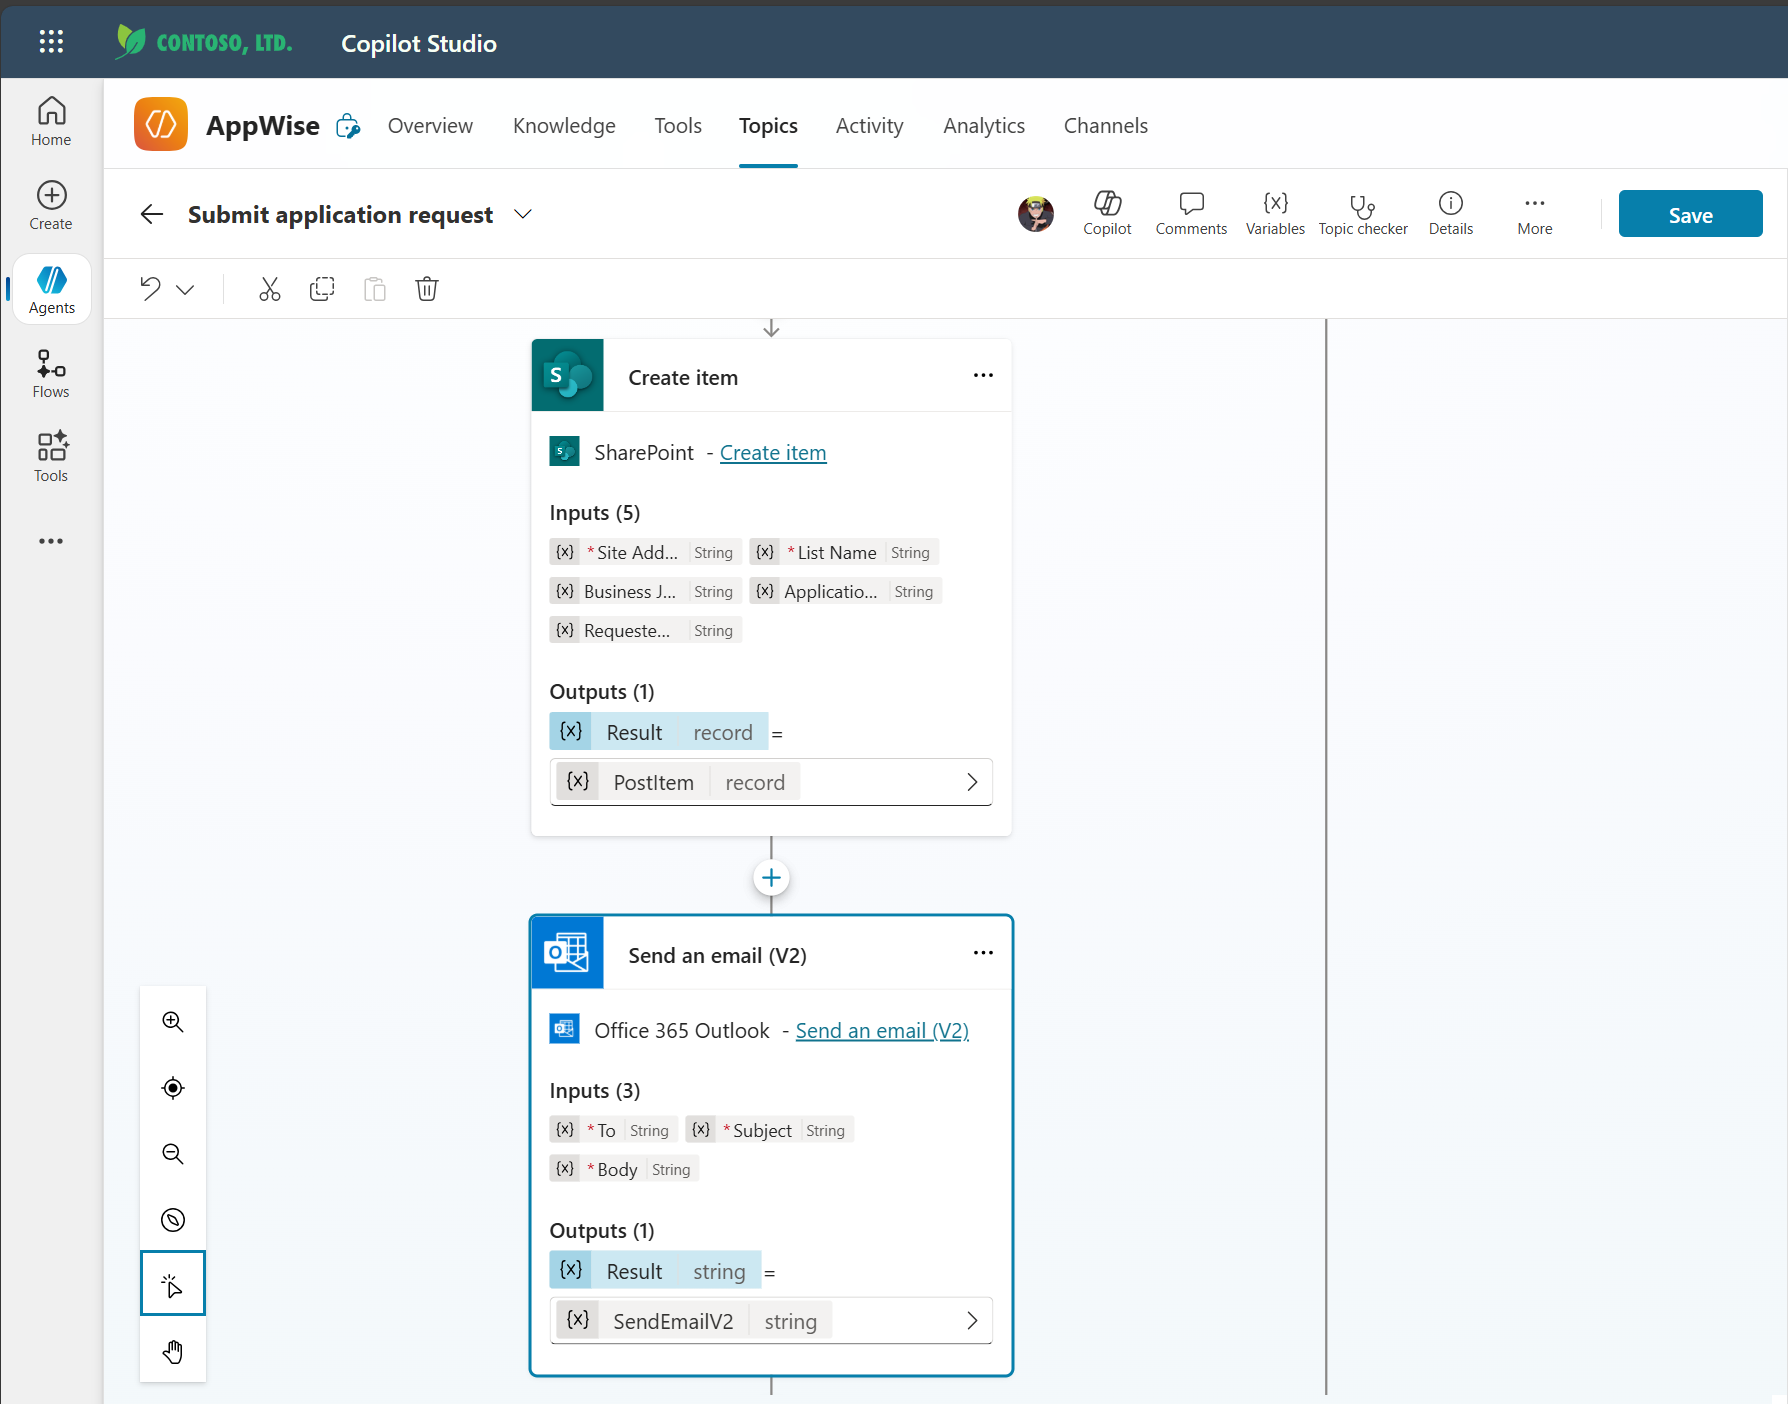 CONTOSO, LTD.
Copilot Studio
Home
Create
Agents
Flows
Tools
AppWise
Overview
Knowledge
Tools
Topics
Activity
Analytics
Channels
Submit application request
Copilot
Comments
Variables
Topic checker
Details
More
Save
S
Create item
S
SharePoint - Create item
Inputs (5)
{x} *Site Add... String {x} *List Name String
{x} Business J... String {x} Applicatio... String
{x} Requeste... String
Outputs (1)
{x} Result record =
{x} PostItem record
O
Send an email (V2)
O
Office 365 Outlook - Send an email (V2)
Inputs (3)
{x} *To String {x} *Subject String
{x} *Body String
Outputs (1)
{x} Result string =
{x} SendEmailV2 string